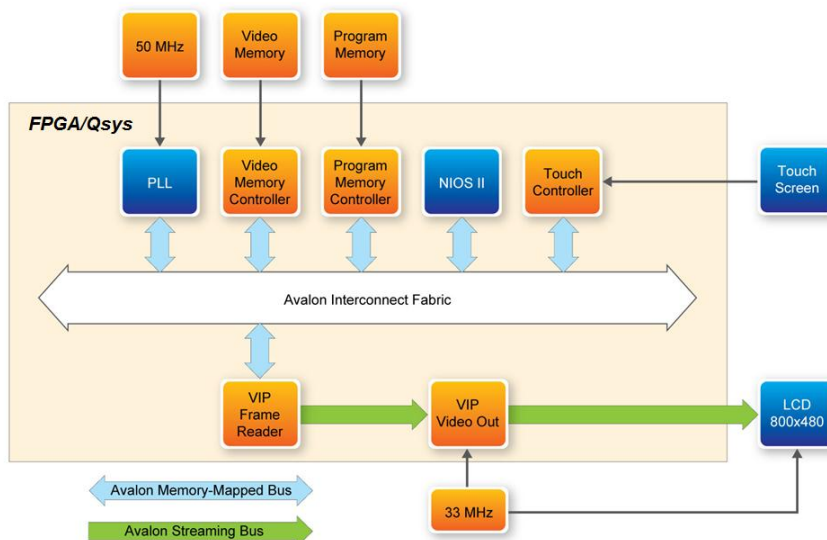 50 MHz
Video
Memory
Program
Memory
FPGA/Qsys
PLL
Video
Memory
Controller
Program
Memory
Controller
NIOS II
Touch
Controller
Touch
Screen
Avalon Interconnect Fabric
VIP
Frame
Reader
VIP
Video Out
LCD
800x480
Avalon Memory-Mapped Bus
33 MHz
Avalon Streaming Bus